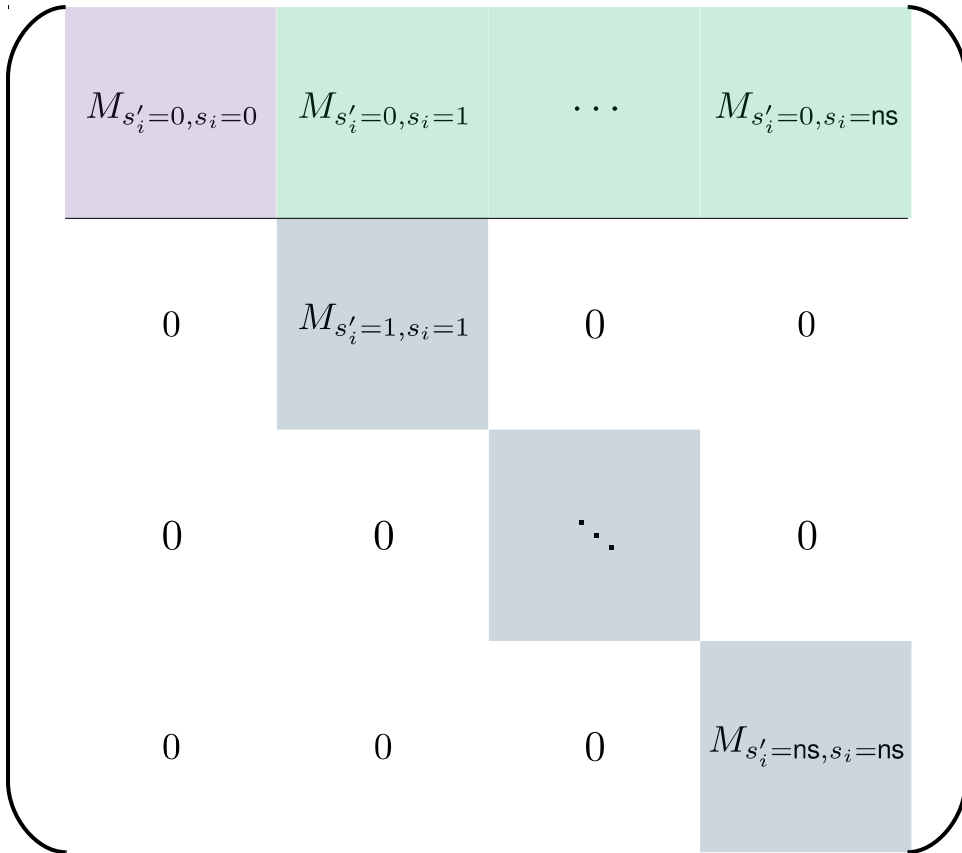 M_{s'_i=0,s_i=0} M_{s'_i=0,s_i=1} ⋯ M_{s'_i=0,s_i=ns}
0 M_{s'_i=1,s_i=1} 0 0
0 0 ⋱ 0
0 0 0 M_{s'_i=ns,s_i=ns}